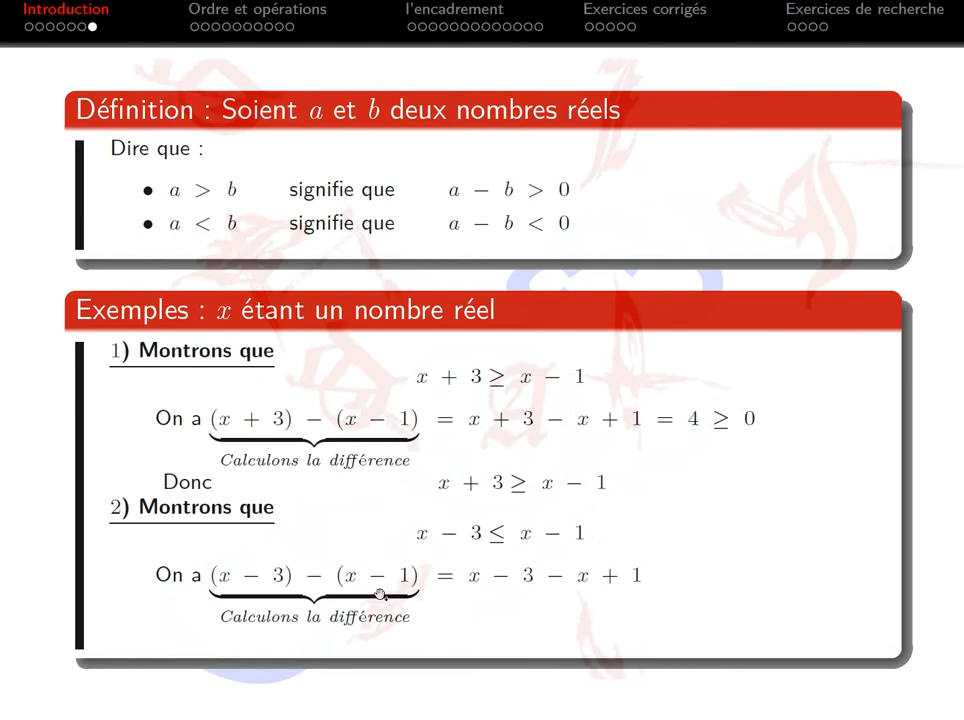 Introduction
Ordre et opérations
l'encadrement
Exercices corrigés
Exercices de recherche
Définition : Soient a et b deux nombres réels
Dire que :
• a > b signifie que a − b > 0
• a < b signifie que a − b < 0
Exemples : x étant un nombre réel
1) Montrons que
x + 3 ≥ x − 1
On a (x + 3) − (x − 1) = x + 3 − x + 1 = 4 ≥ 0
Calculons la différence
Donc x + 3 ≥ x − 1
2) Montrons que
x − 3 ≤ x − 1
On a (x − 3) − (x − 1) = x − 3 − x + 1
Calculons la différence